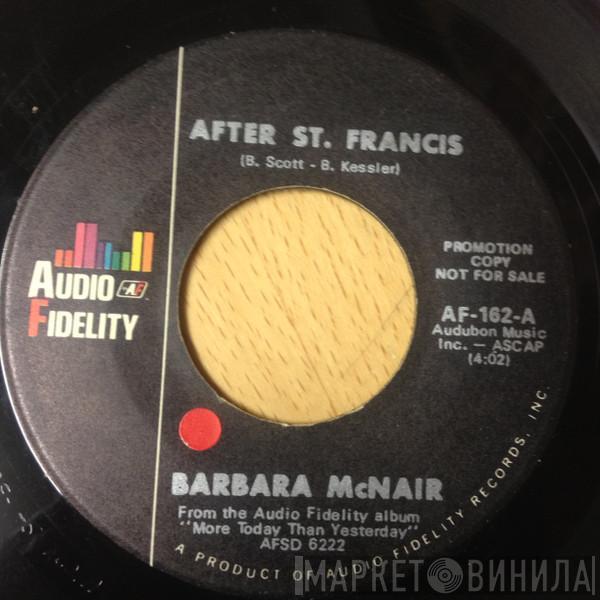 AFTER ST. FRANCIS
(B. Scott - B. Kessler)
PROMOTION
COPY
NOT FOR SALE
AF-162-A
Audubon Music
Inc. — ASCAP
(4:02)
AUDIO AF
FIDELITY
BARBARA McNAIR
From the Audio Fidelity album
"More Today Than Yesterday"
AFSD 6222
A PRODUCT OF AUDIO FIDELITY RECORDS, INC.
МАРКЕТ ВИНИЛА